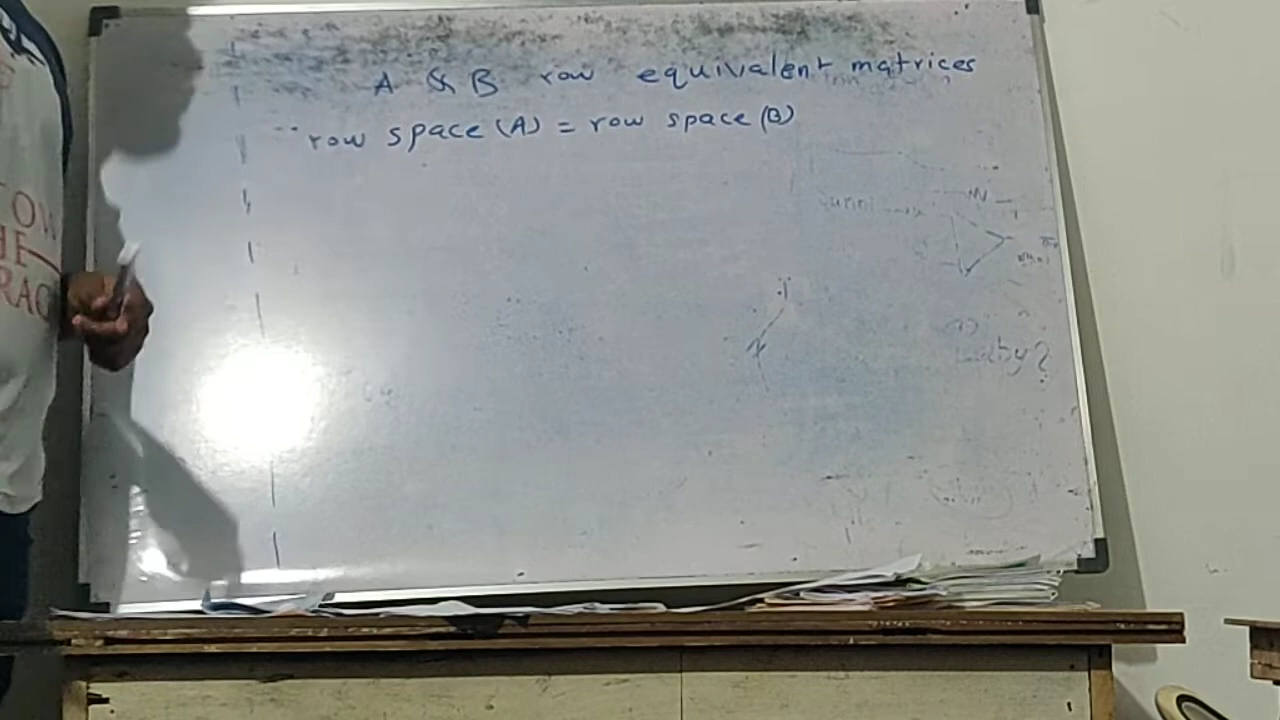 A & B row equivalent matrices
row space (A) = row space (B)